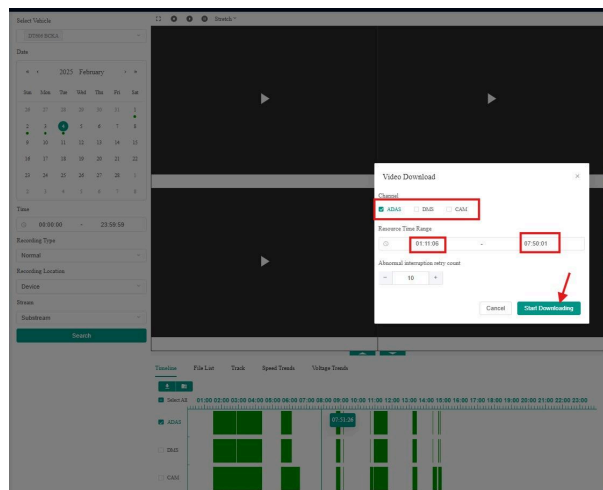 Select Vehicle
Stretch
Date
2025 February
Sun Mon Tue Wed Thu Fri Sat
26 27 28 29 30 31 1
2 3 4 5 6 7 8
9 10 11 12 13 14 15
16 17 18 19 20 21 22
23 24 25 26 27 28 1
2 3 4 5 6 7 8
Time
00:00:00 - 23:59:59
Recording Type
Normal
Recording Location
Device
Stream
Substream
Search
Video Download
Channel
ADAS DMS CAM
Resource Time Range
01:11:06 - 07:50:01
Abnormal interruption retry count
- 10 +
Cancel Start Downloading
Timeline File List Track Speed Trends Voltage Trends
Select All 01:00 02:00 03:00 04:00 05:00 06:00 07:00 08:00 09:00 10:00 11:00 12:00 13:00 14:00 15:00 16:00 17:00 18:00 19:00 20:00 21:00 22:00 23:00
ADAS
07:51:26
DMS
CAM